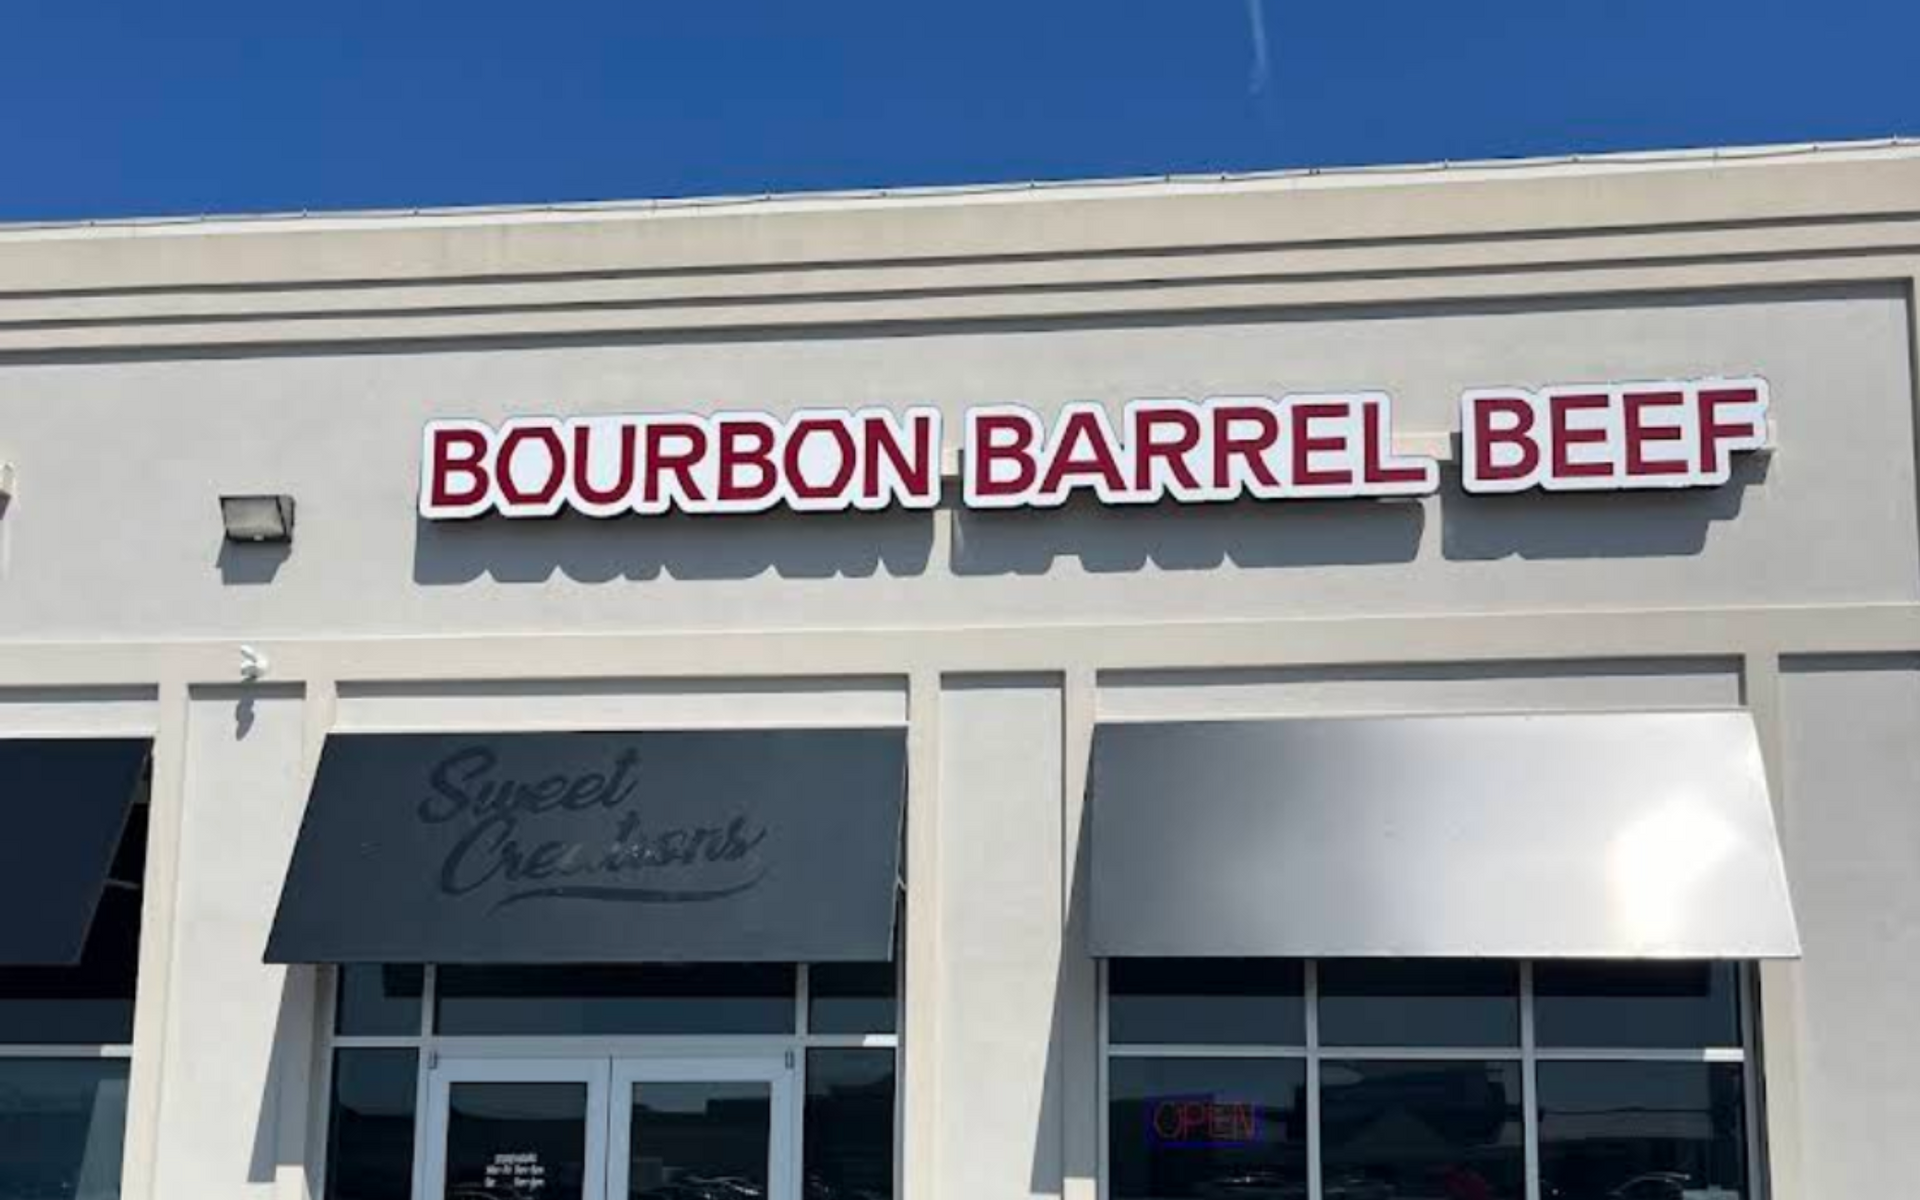 BOURBON BARREL BEEF
Sweet
Creations
OPEN